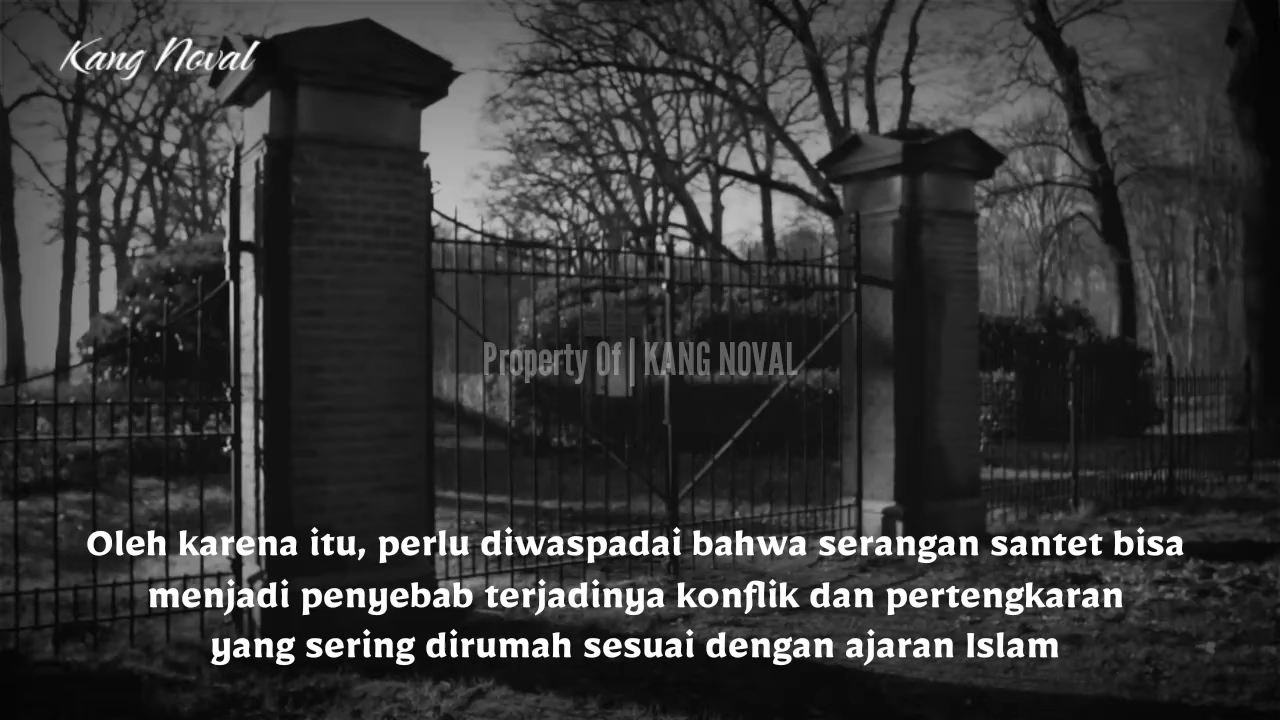 Kang Noval
Property Of | KANG NOVAL
Oleh karena itu, perlu diwaspadai bahwa serangan santet bisa
menjadi penyebab terjadinya konflik dan pertengkaran
yang sering dirumah sesuai dengan ajaran Islam